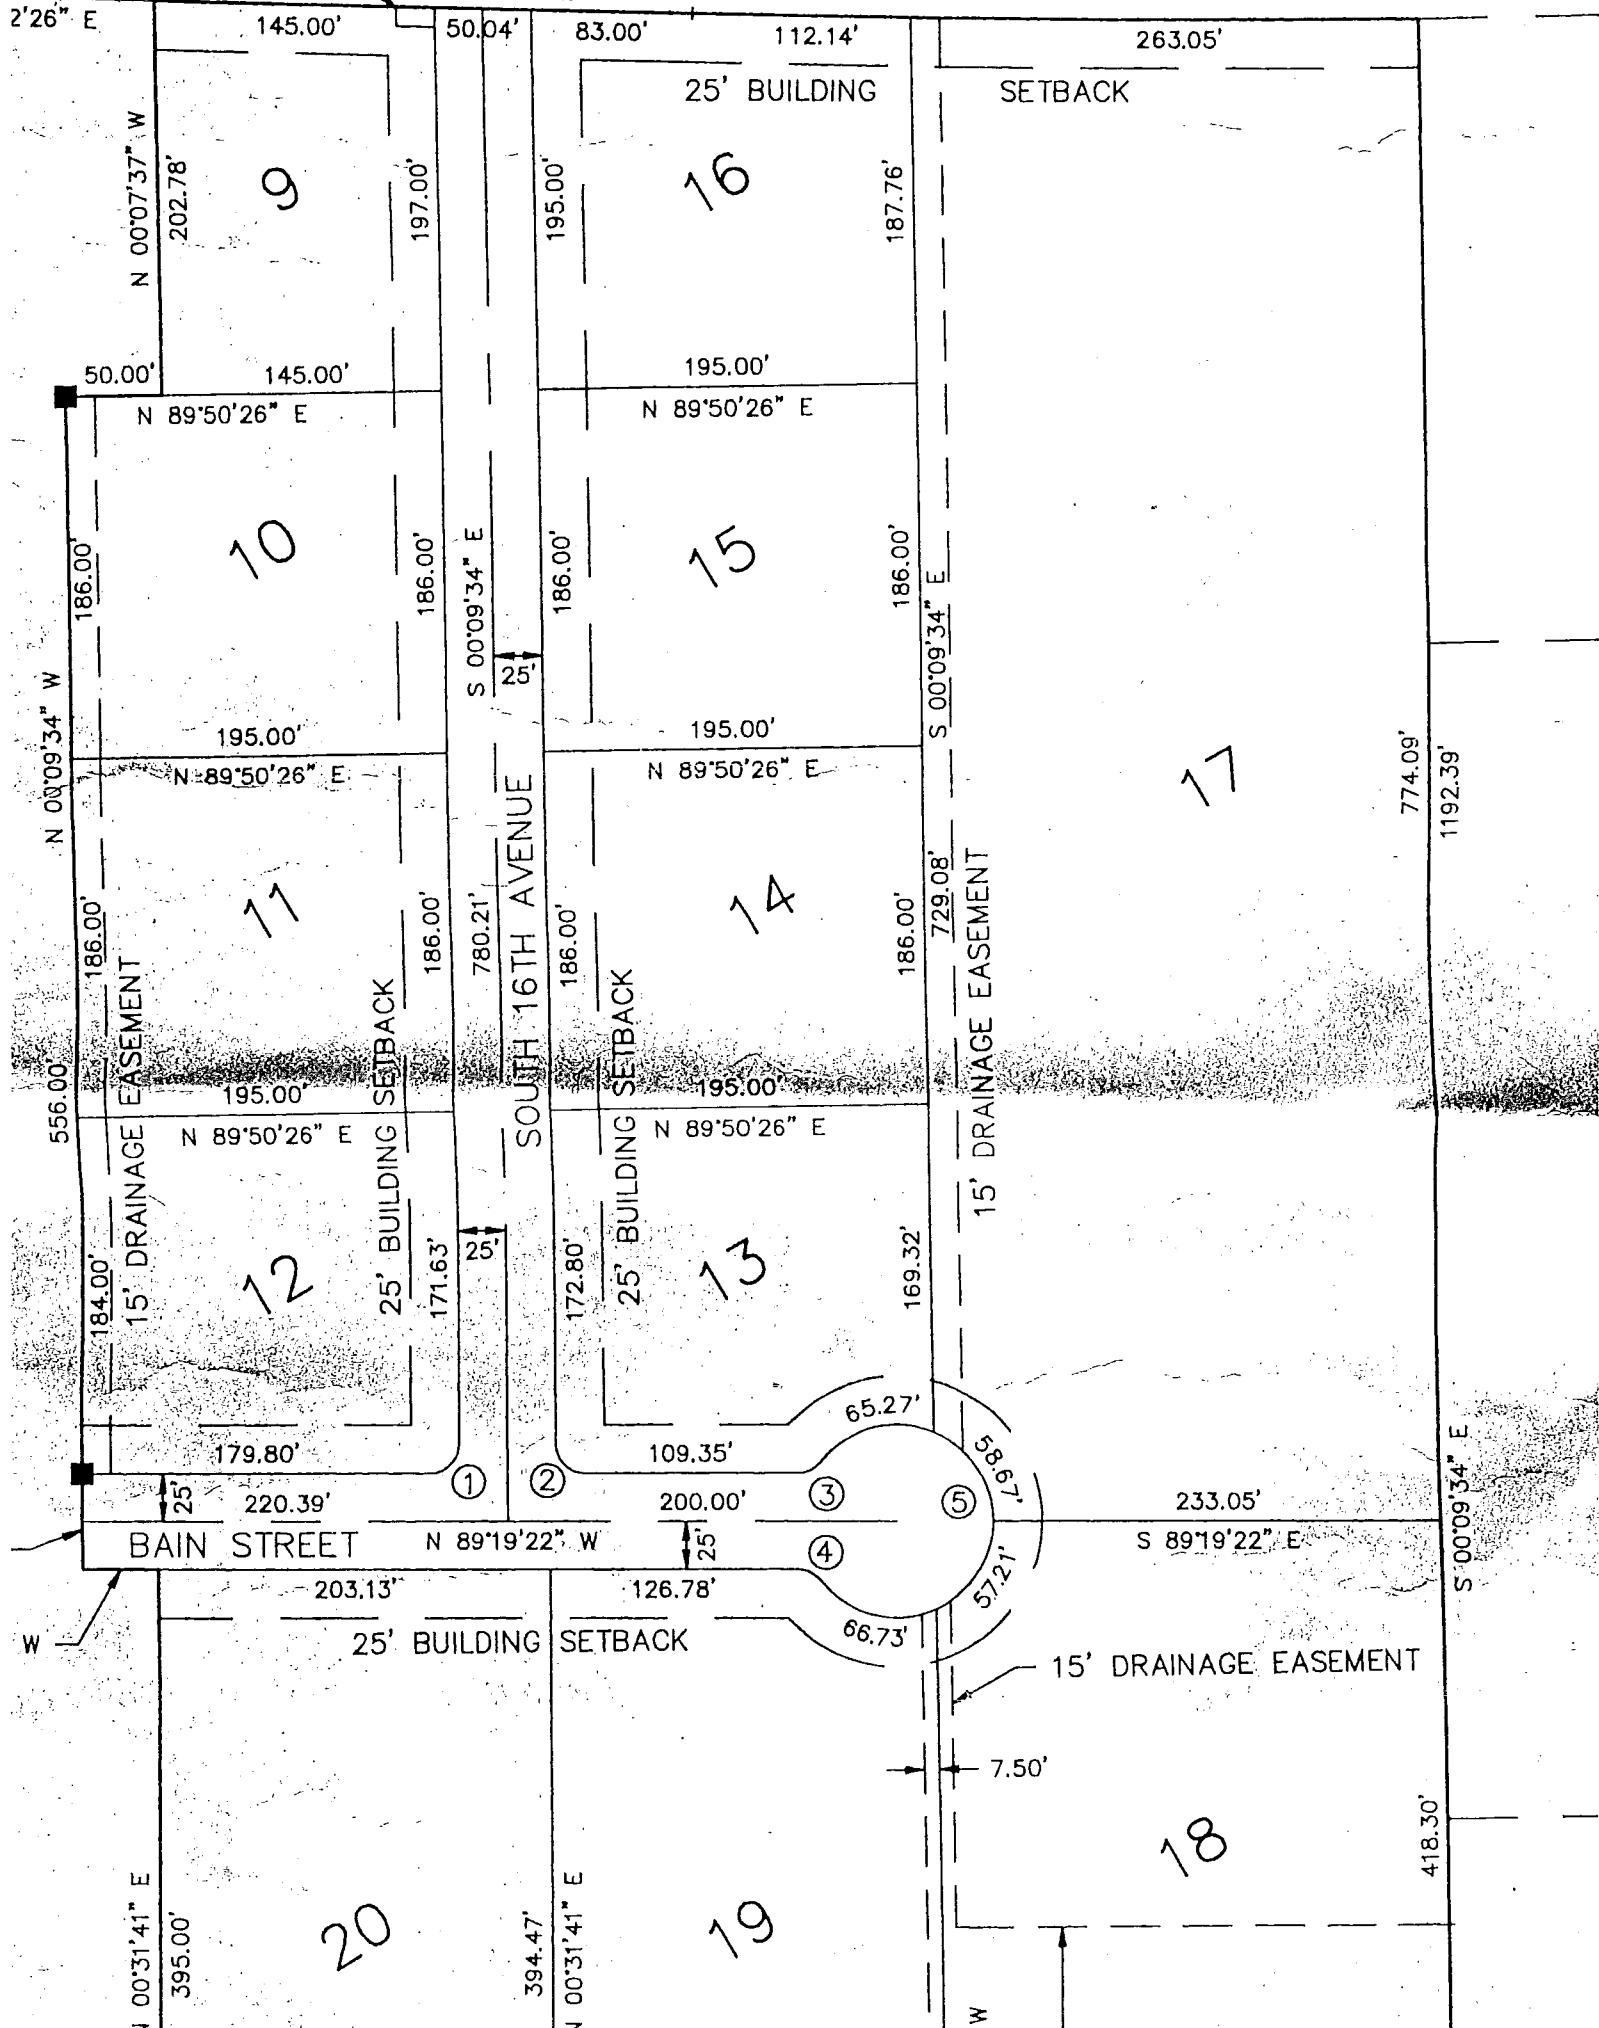 2'26" E
145.00'
50.04'
83.00'
112.14'
263.05'
25' BUILDING SETBACK
N 00°07'37" W
202.78'
9
197.00'
195.00'
16
187.76'
50.00'
145.00'
N 89°50'26" E
195.00'
N 89°50'26" E
186.00'
10
186.00'
S 00°09'34" E
25'
186.00'
15
186.00'
S 00°09'34" E
N 00°09'34" W
195.00'
N 89°50'26" E
195.00'
N 89°50'26" E
17
774.09'
1192.39'
186.00'
11
186.00'
780.21'
SOUTH 16TH AVENUE
186.00'
14
186.00'
729.08'
15' DRAINAGE EASEMENT
556.00'
15' DRAINAGE EASEMENT
195.00'
N 89°50'26" E
25' BUILDING SETBACK
25' BUILDING SETBACK
195.00'
N 89°50'26" E
184.00'
12
171.63'
25'
172.80'
13
169.32'
65.27'
58.67'
179.80'
109.35'
1
2
3
4
5
25'
220.39'
200.00'
233.05'
BAIN STREET
N 89°19'22" W
25'
S 89°19'22" E
S 00°09'34" E
203.13'
126.78'
57.21'
66.73'
W
25' BUILDING SETBACK
15' DRAINAGE EASEMENT
7.50'
18
418.30'
N 00°31'41" E
395.00'
20
394.47'
N 00°31'41" E
19
W